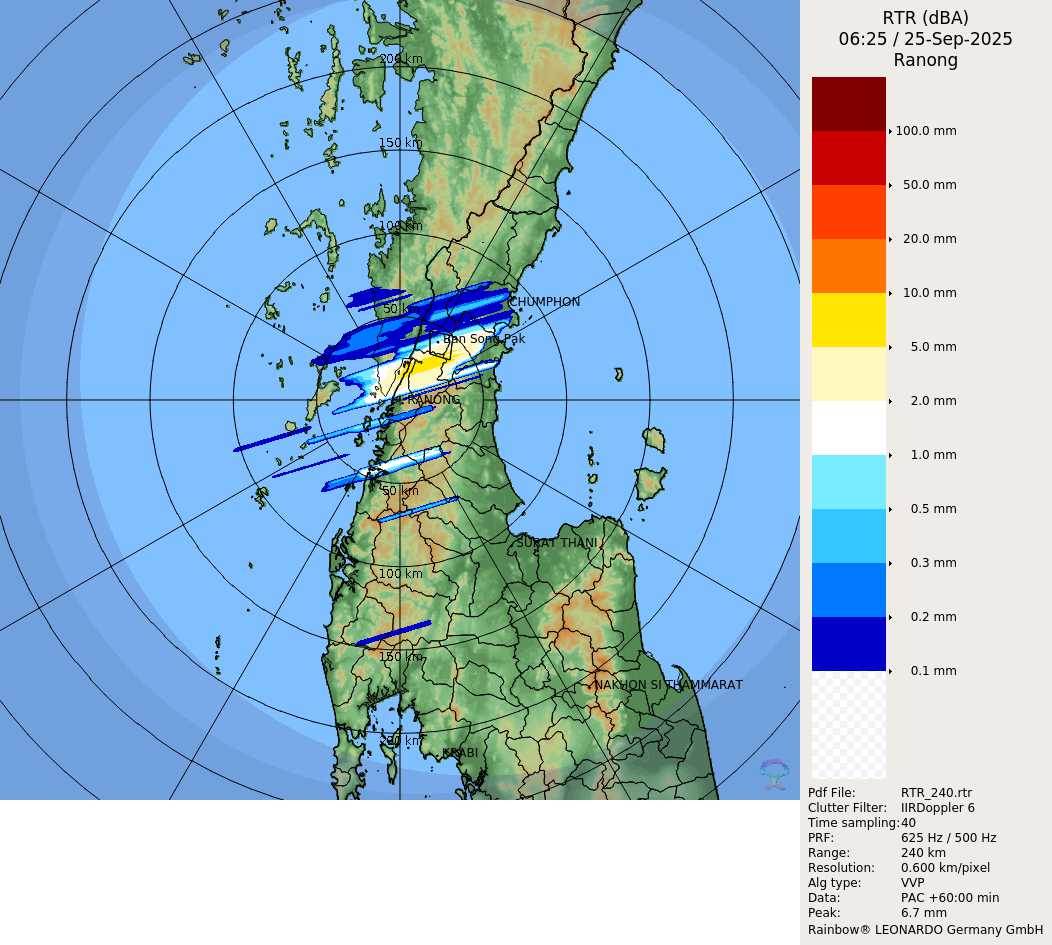 RTR (dBA)
06:25 / 25-Sep-2025
Ranong
200 km
150 km
100 km
50 k
CHUMPHON
Ban Song Pak
RANONG
50 km
SURAT THANI
100 km
150 km
NAKHON SI THAMMARAT
200 km
KRABI
100.0 mm
50.0 mm
20.0 mm
10.0 mm
5.0 mm
2.0 mm
1.0 mm
0.5 mm
0.3 mm
0.2 mm
0.1 mm
Pdf File: RTR_240.rtr
Clutter Filter: IIRDoppler 6
Time sampling: 40
PRF: 625 Hz / 500 Hz
Range: 240 km
Resolution: 0.600 km/pixel
Alg type: VVP
Data: PAC +60:00 min
Peak: 6.7 mm
Rainbow® LEONARDO Germany GmbH